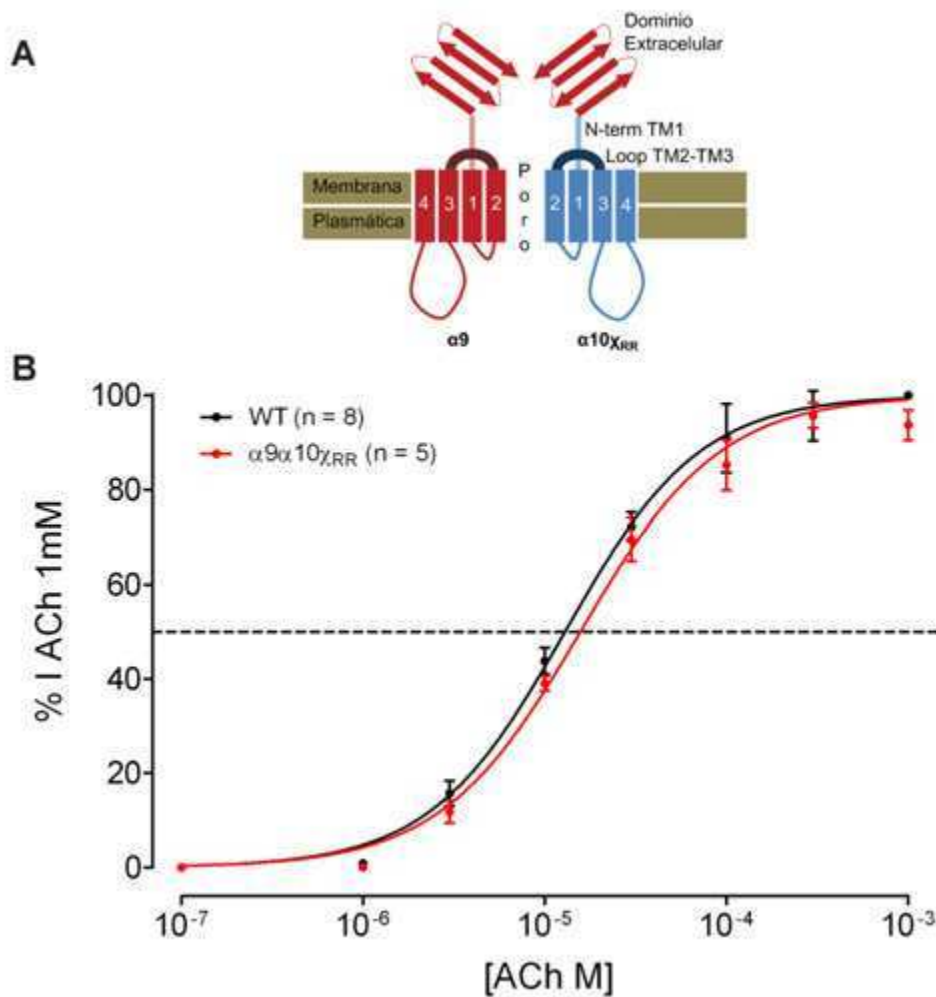 A
Dominio
Extracelular
N-term TM1
Loop TM2-TM3
Membrana
Plasmática
P
o
r
o
4 3 1 2
2 1 3 4
α9
α10χRR
B
WT (n = 8)
α9α10χRR (n = 5)
% I ACh 1mM
100
80
60
40
20
0
10-7
10-6
10-5
10-4
10-3
[ACh M]